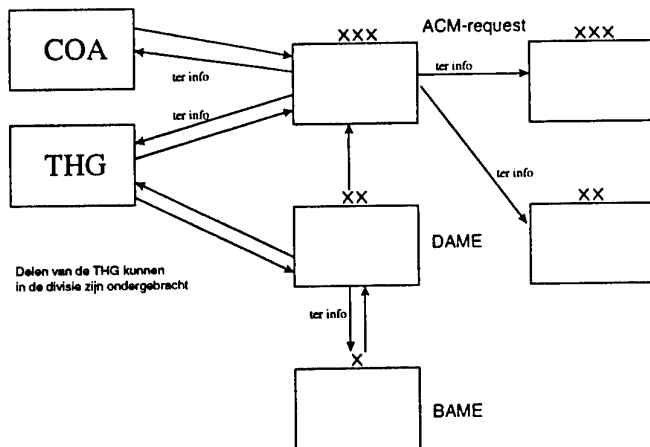 XXX
ACM-request
XXX
COA
ter info
ter info
ter info
THG
XX
ter info
XX
DAME
Delen van de THG kunnen
in de divisie zijn ondergebracht
ter info
X
BAME